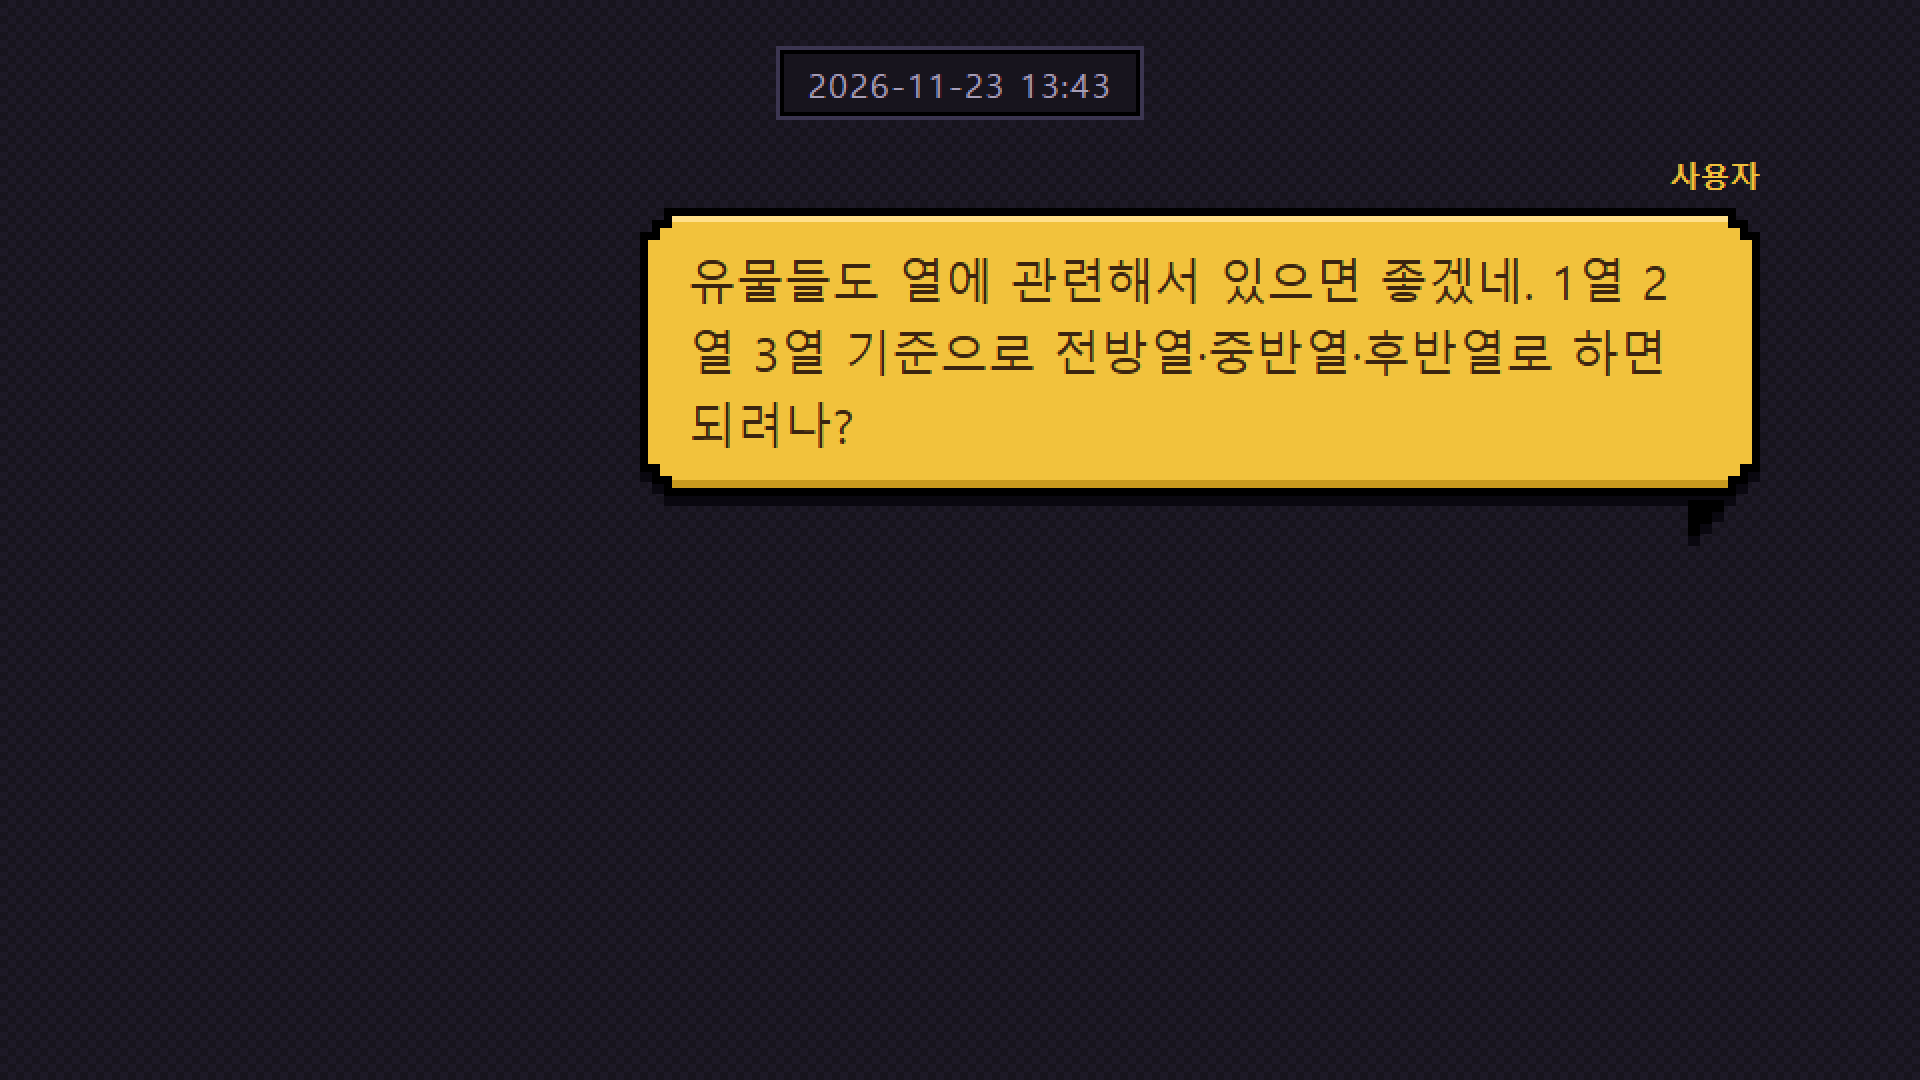 2026-11-23 13:43
사용자
유물들도 열에 관련해서 있으면 좋겠네. 1열 2
열 3열 기준으로 전방열·중반열·후반열로 하면
되려나?